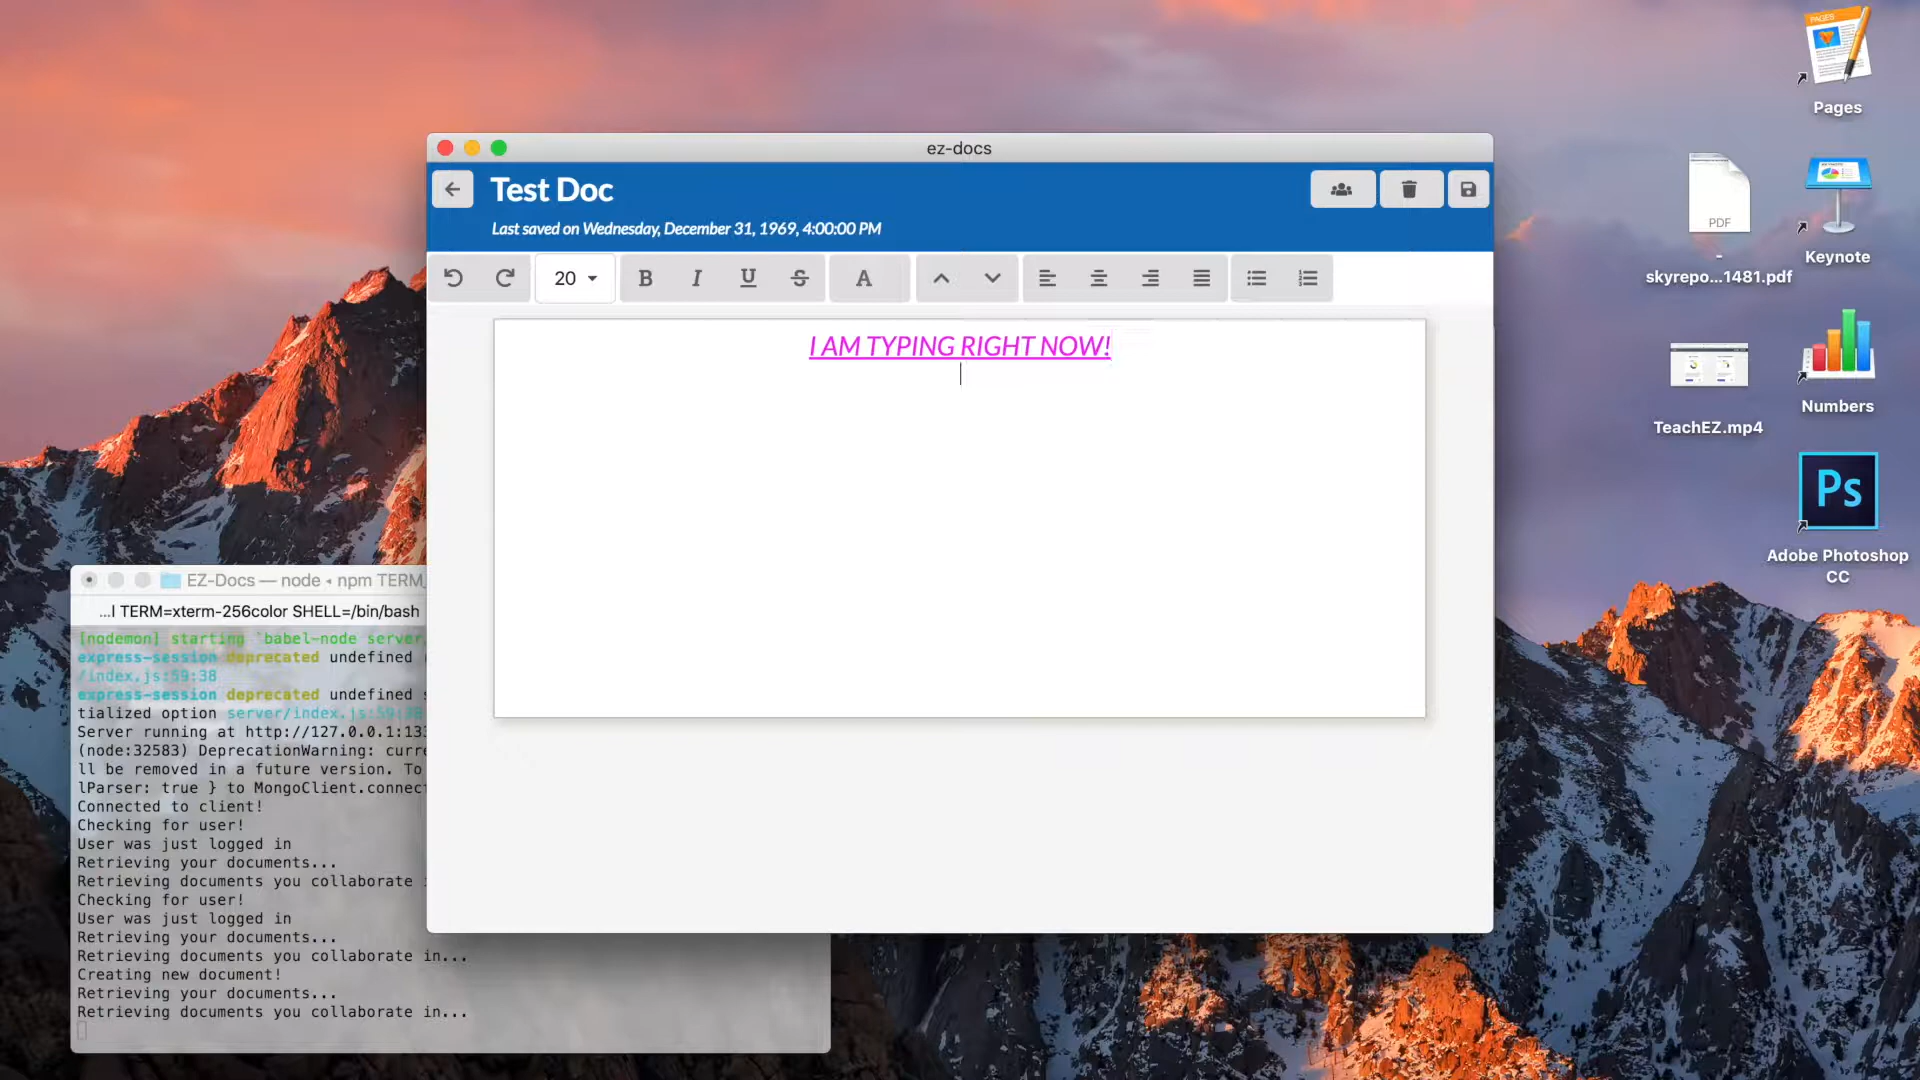 PAGES
Pages
ez-docs
Test Doc
Last saved on Wednesday, December 31, 1969, 4:00:00 PM
20
B I U S A
I AM TYPING RIGHT NOW!
PDF
-
skyrepo...1481.pdf
Keynote
TeachEZ.mp4
Numbers
Ps
Adobe Photoshop
CC
EZ-Docs — node ◂ npm TERM
...l TERM=xterm-256color SHELL=/bin/bash
[nodemon] starting `babel-node server
express-session deprecated undefined
/index.js:59:38
express-session deprecated undefined s
tialized option server/index.js:59:38
Server running at http://127.0.0.1:133
(node:32583) DeprecationWarning: curre
ll be removed in a future version. To
lParser: true } to MongoClient.connect
Connected to client!
Checking for user!
User was just logged in
Retrieving your documents...
Retrieving documents you collaborate
Checking for user!
User was just logged in
Retrieving your documents...
Retrieving documents you collaborate in...
Creating new document!
Retrieving your documents...
Retrieving documents you collaborate in...